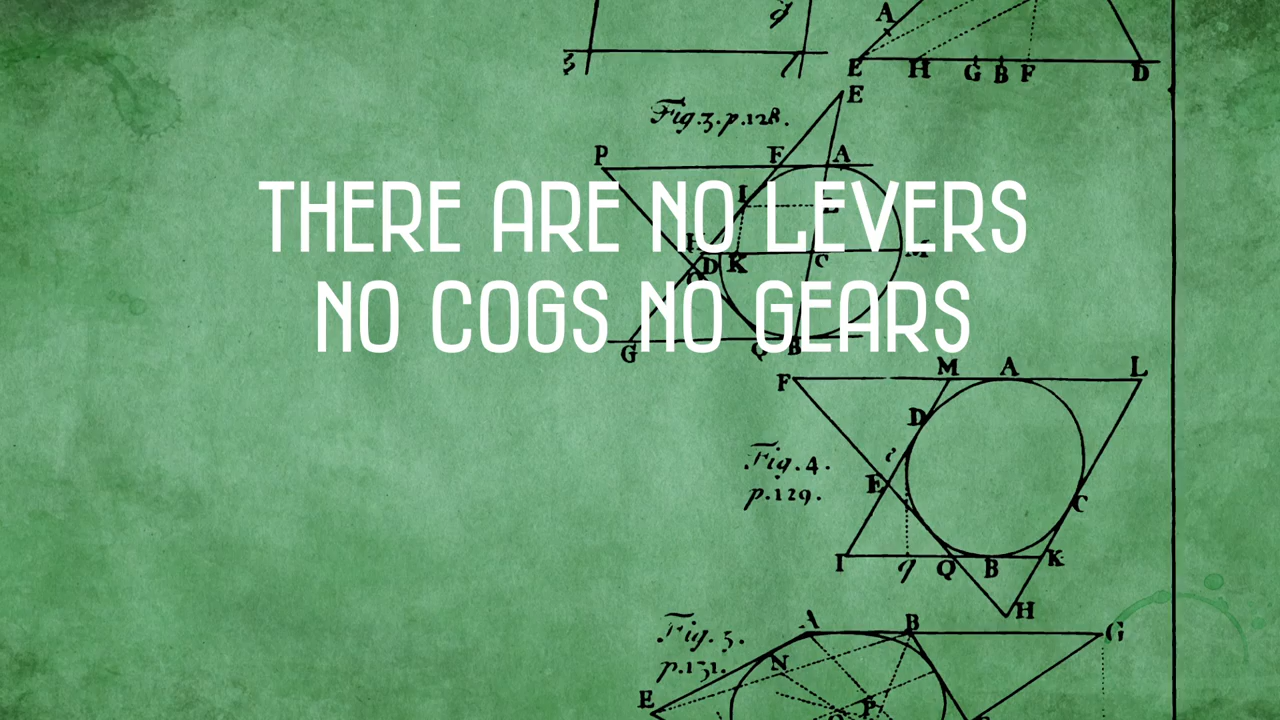 A
E H G B F D
E
Fig.3.p.128.
P F A
THERE ARE NO LEVERS
I
D K C M
NO COGS NO GEARS
G Q B
F M A L
D
Fig.4.
E
p.129.
C
I Q B K
H
Fig.5.
A B G
p.131.
N
E P